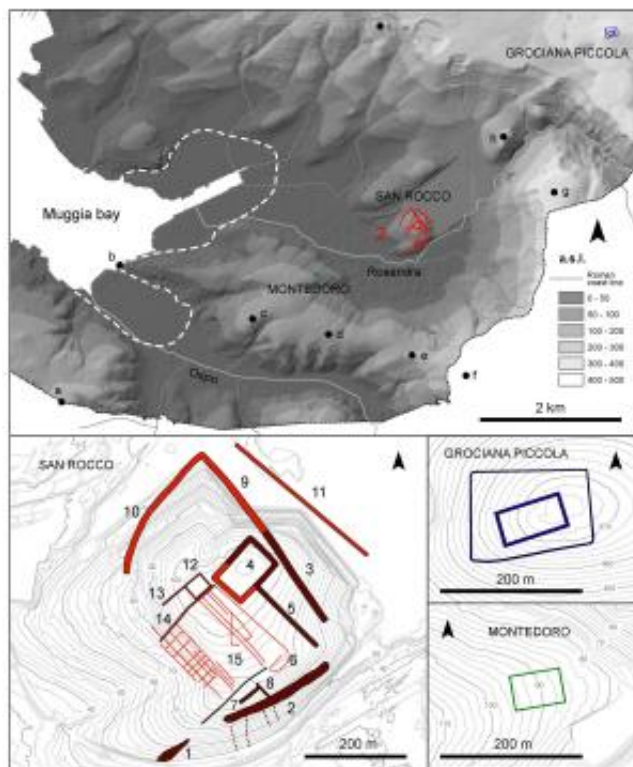 GROCIANA PICCOLA
Muggia bay
SAN ROCCO
b
g
a.s.l.
Roman
coast line
Rosandra
MONTEDORO
0 - 50
50 - 100
100 - 200
200 - 300
300 - 400
c
d
e
f
Ospo
a
2 km
SAN ROCCO
GROCIANA PICCOLA
9
11
10
4
3
12
13
5
14
200 m
15
6
MONTEDORO
8
7
2
1
200 m
200 m